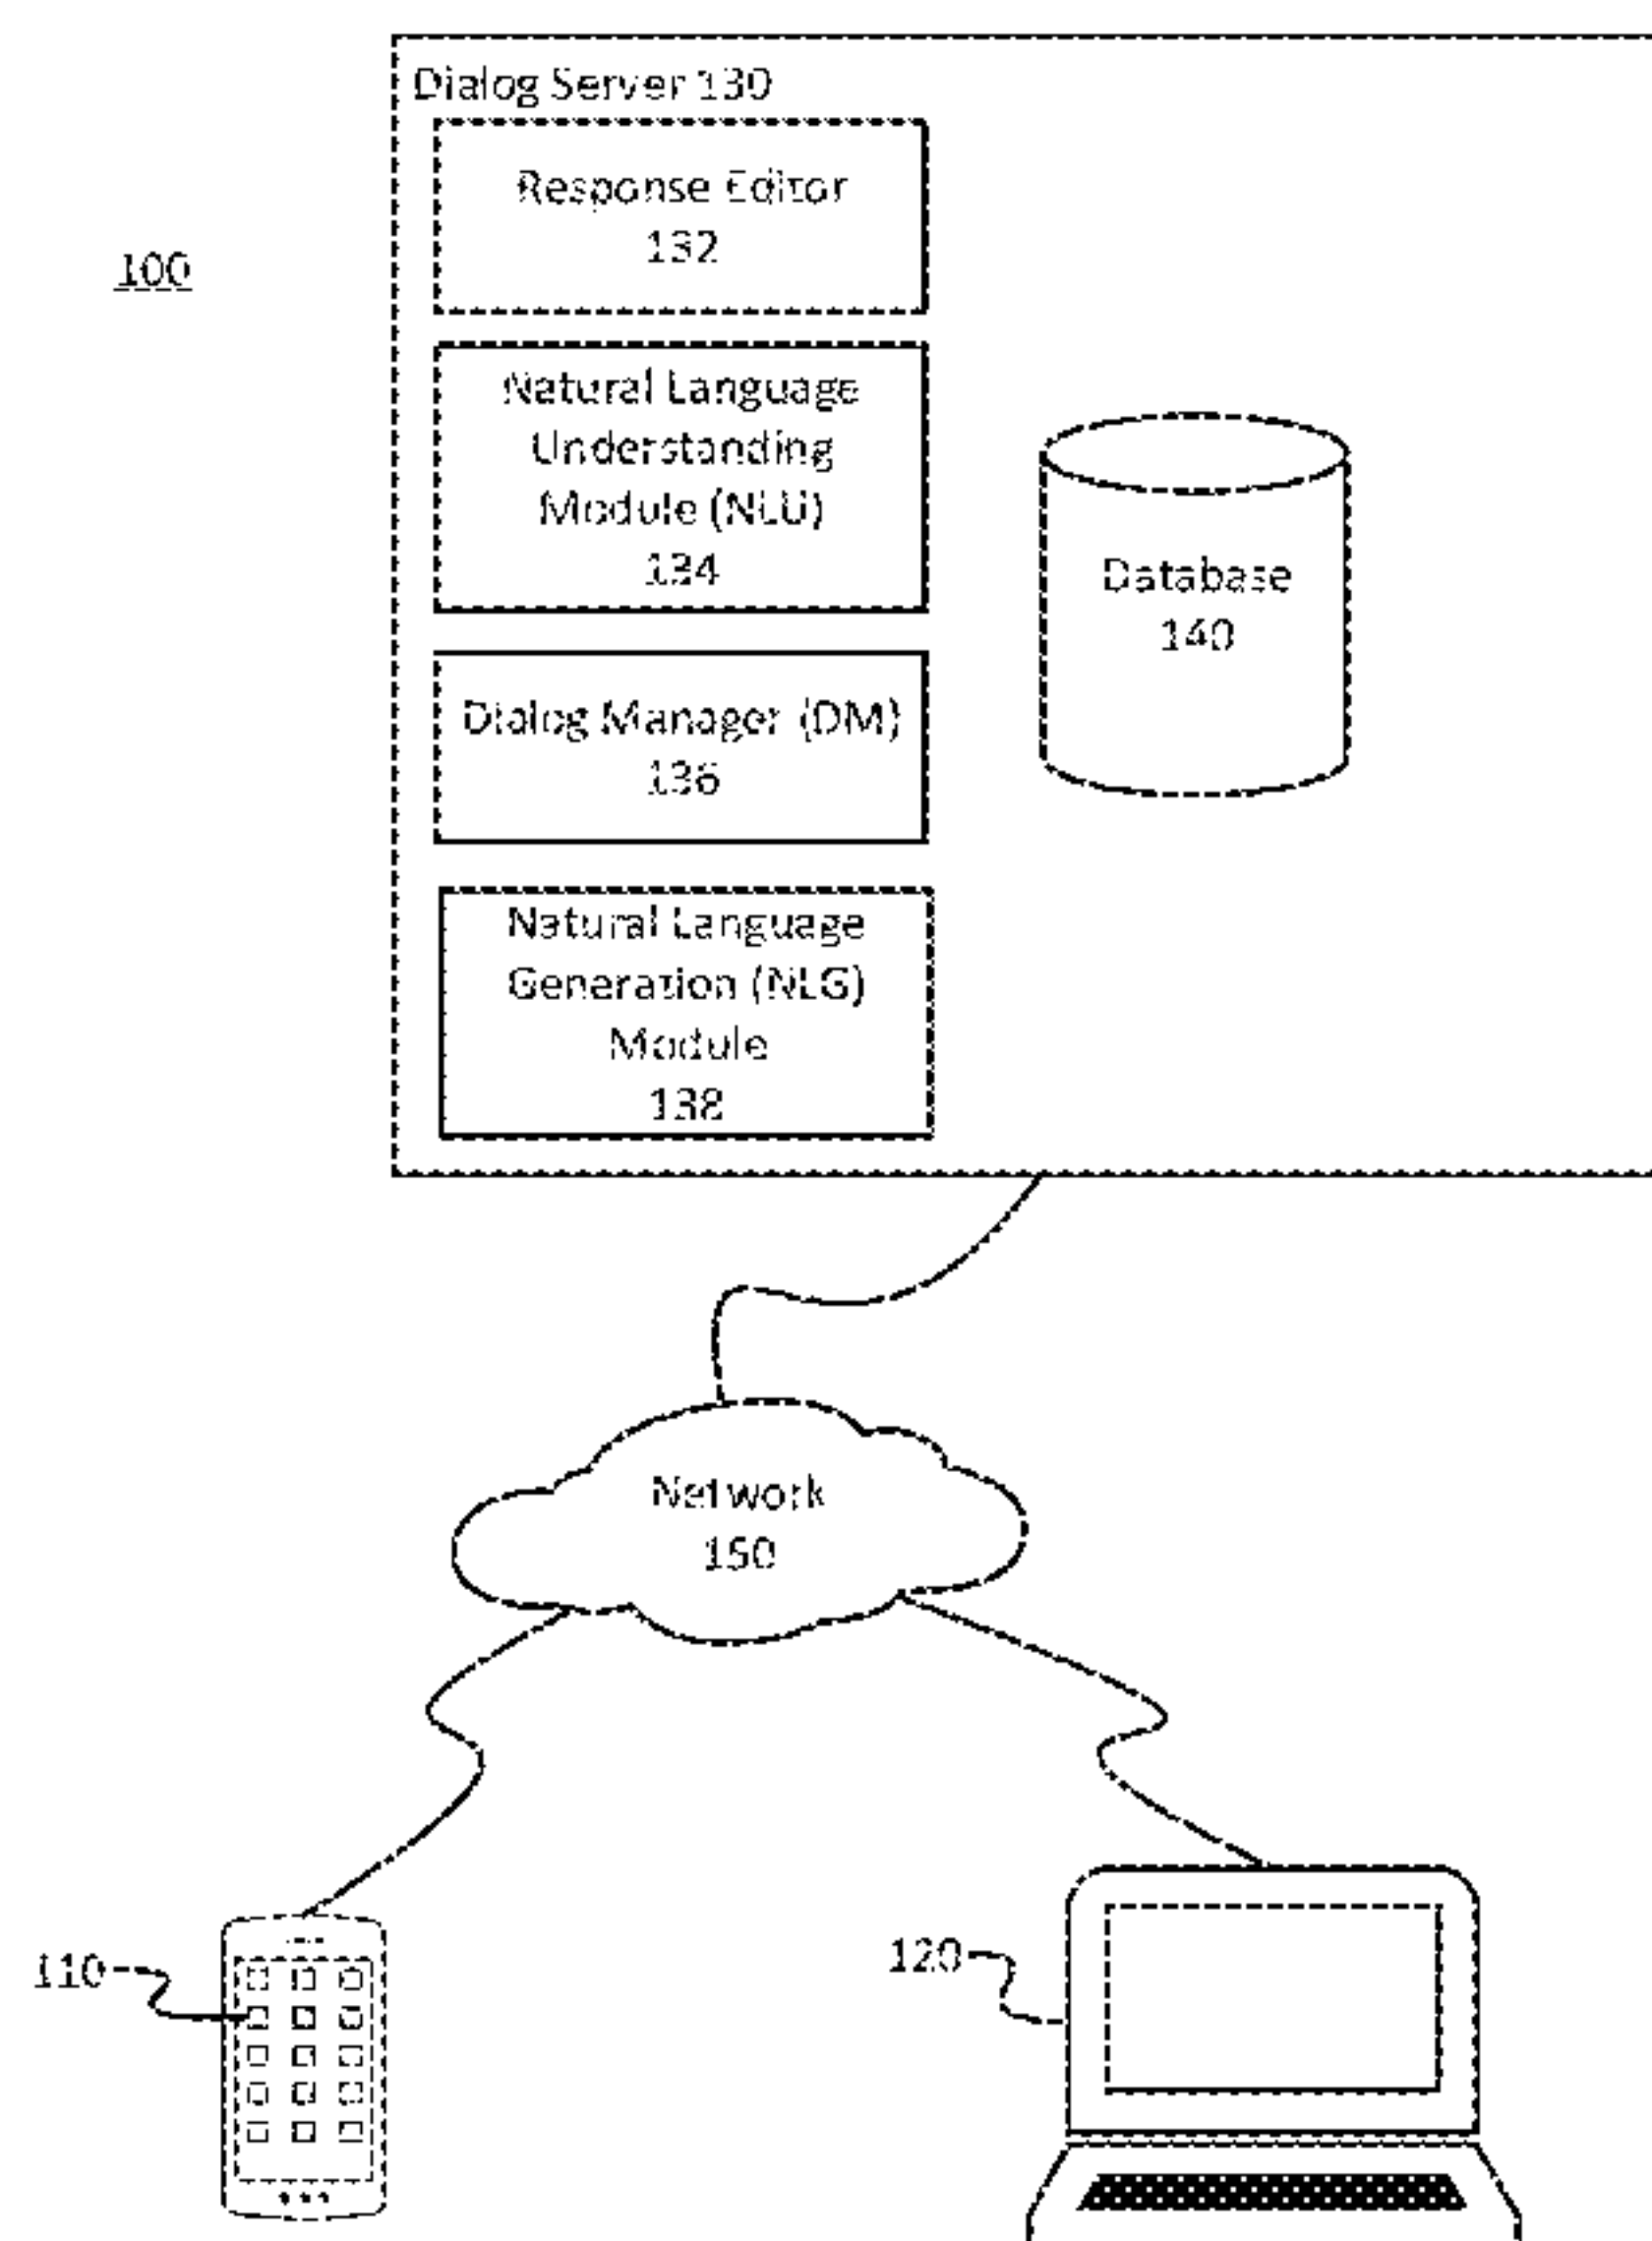 Dialog Server 130
Response Editor
132
100
Natural Language
Understanding
Module (NLU)
134
Database
140
Dialog Manager (DM)
136
Natural Language
Generation (NLG)
Module
138
Network
150
110
120